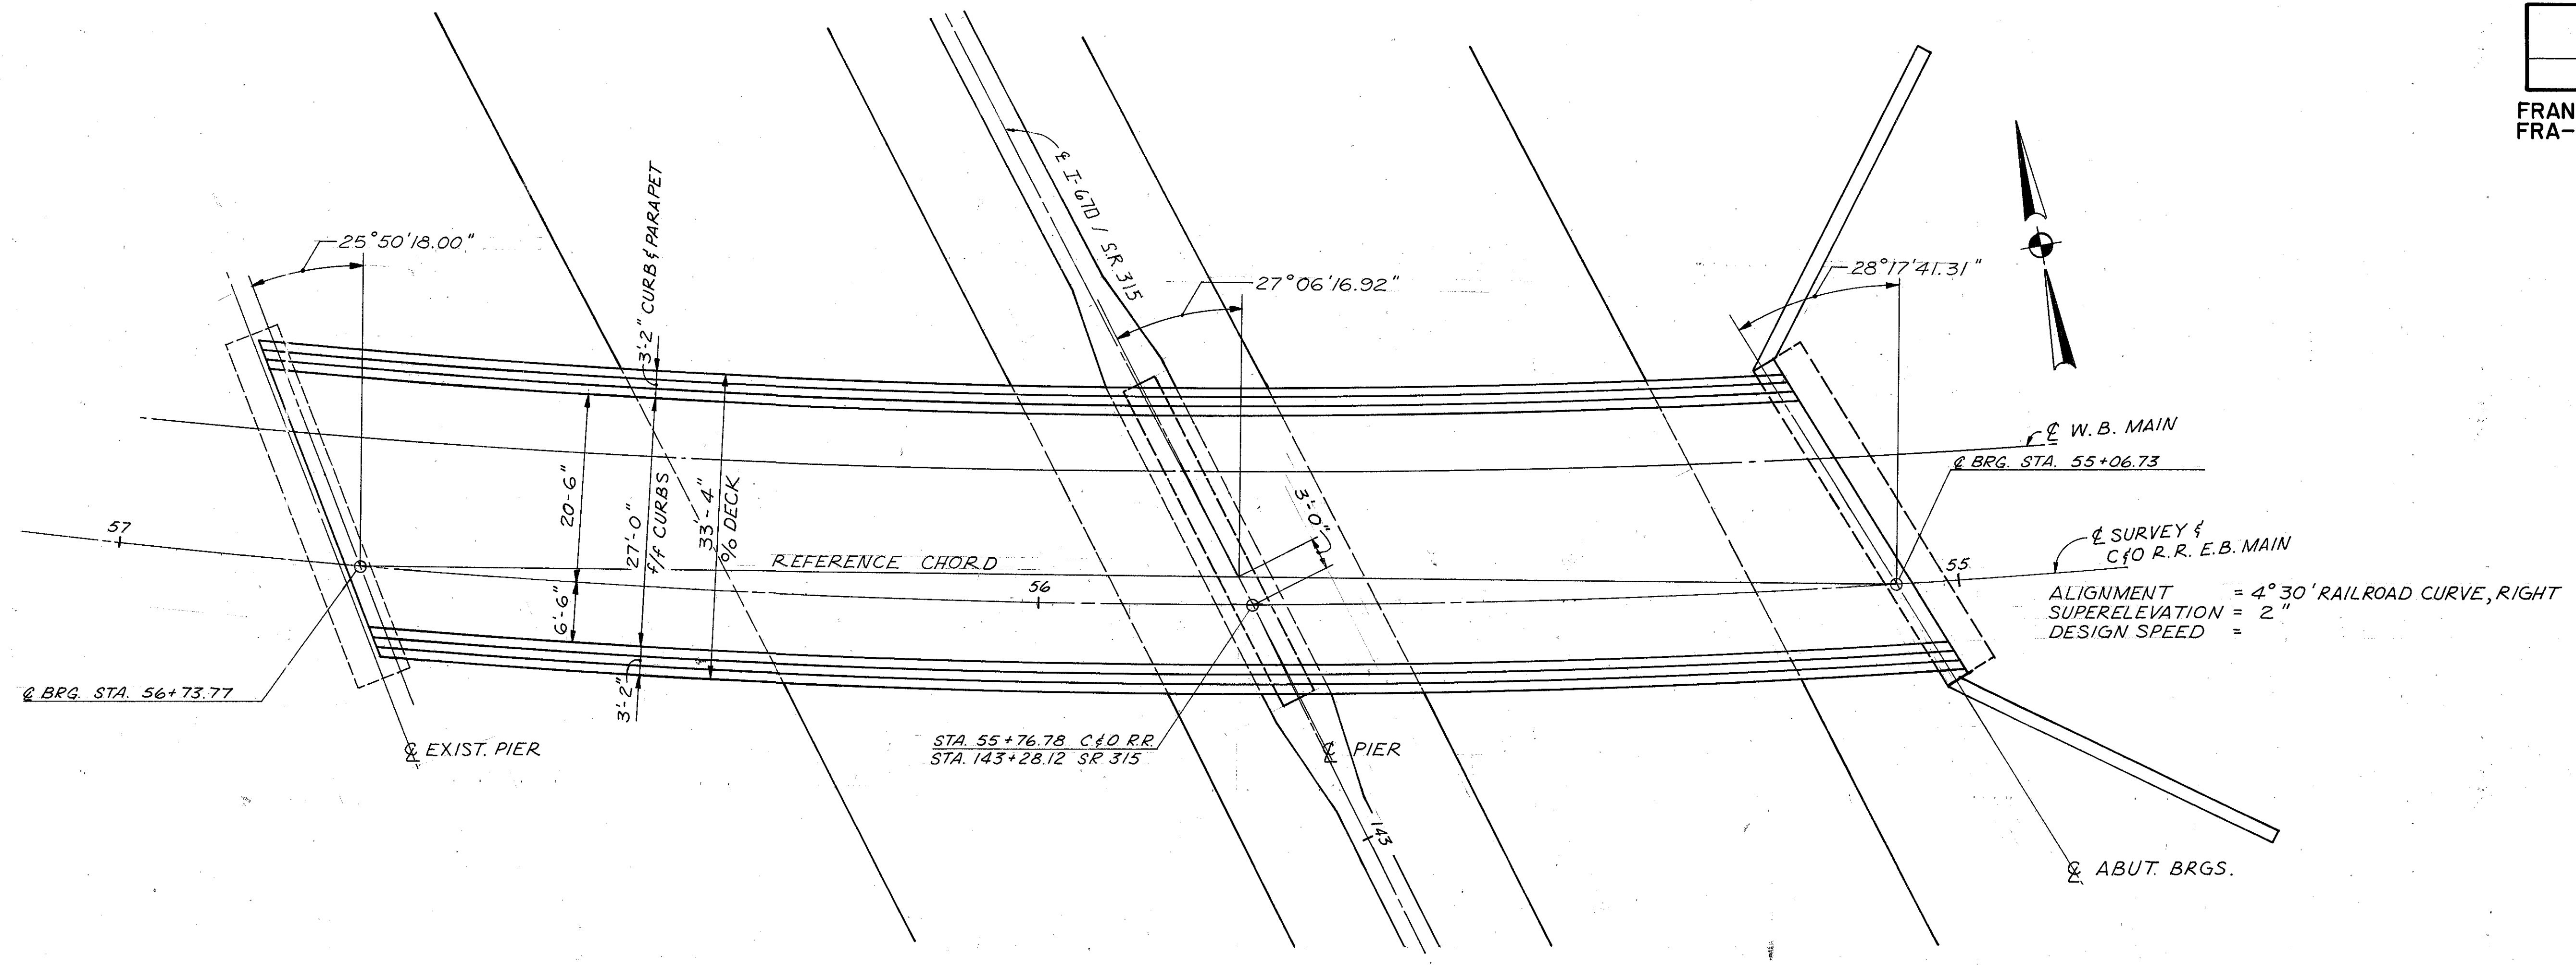 FRAN
FRA-
25°50'18.00"
3'-2" CURB & PARAPET
℄ I-670 / S.R. 315
27°06'16.92"
28°17'41.31"
℄ W.B. MAIN
℄ BRG. STA. 55+06.73
57
20'-6"
27'-0"
f/f CURBS
33'-4"
o/o DECK
REFERENCE CHORD
3'-0"
56
55
℄ SURVEY &
C&O R.R. E.B. MAIN
ALIGNMENT = 4°30' RAILROAD CURVE, RIGHT
SUPERELEVATION = 2"
DESIGN SPEED =
6'-6"
3'-2"
℄ BRG. STA. 56+73.77
℄ EXIST. PIER
STA. 55+76.78 C&O R.R.
STA. 143+28.12 SR 315
℄ PIER
143
℄ ABUT. BRGS.